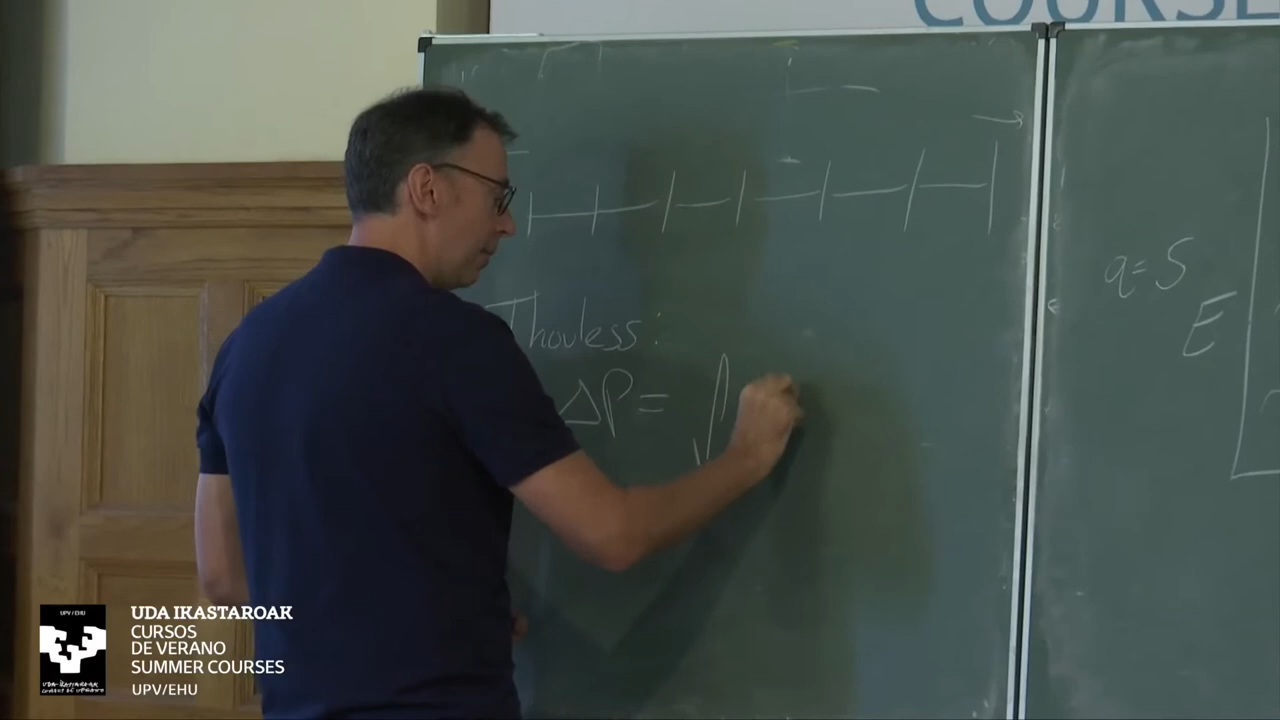 COURSE
Thouless:
ΔP = ∫
q = 5
E
UPV / EHU
UDA IKASTAROAK
CURSOS
DE VERANO
SUMMER COURSES
UPV/EHU